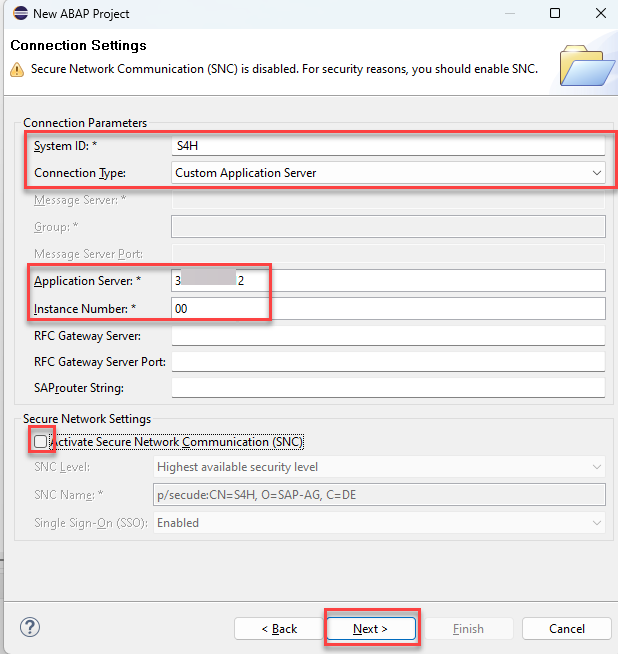 New ABAP Project
Connection Settings
Secure Network Communication (SNC) is disabled. For security reasons, you should enable SNC.
Connection Parameters
System ID: * S4H
Connection Type: Custom Application Server
Message Server: *
Group: *
Message Server Port:
Application Server: * 3 2
Instance Number: * 00
RFC Gateway Server:
RFC Gateway Server Port:
SAProuter String:
Secure Network Settings
Activate Secure Network Communication (SNC)
SNC Level: Highest available security level
SNC Name: * p/secude:CN=S4H, O=SAP-AG, C=DE
Single Sign-On (SSO): Enabled
? < Back Next > Finish Cancel